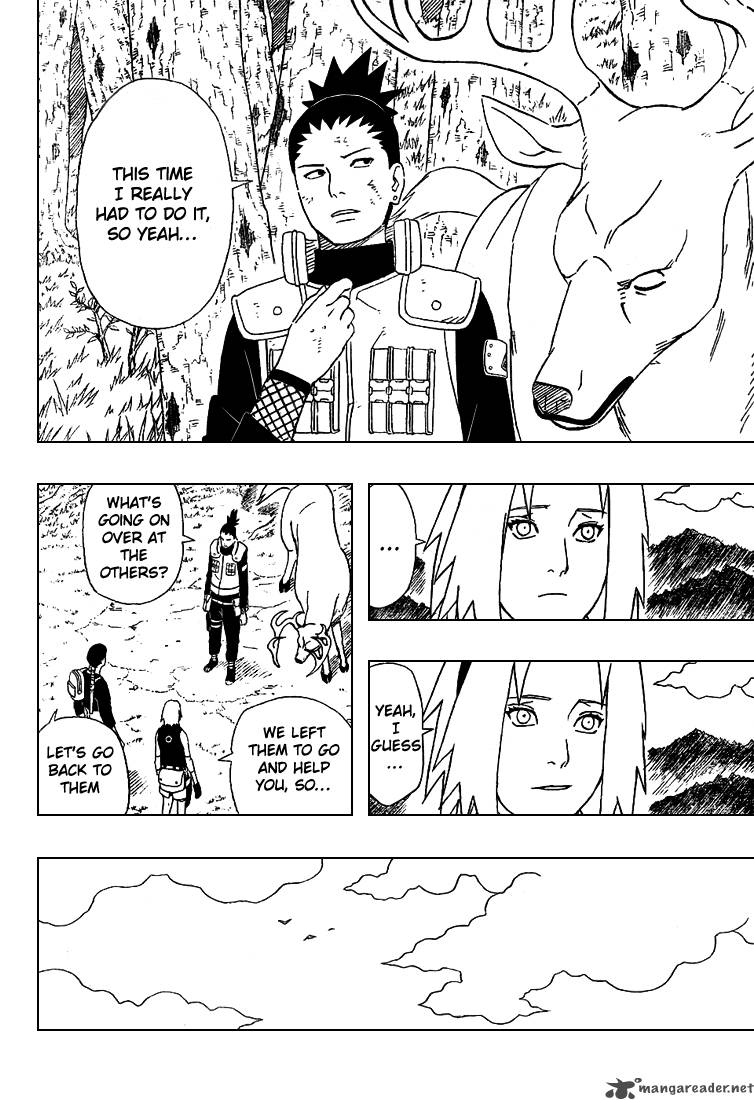 THIS TIME
I REALLY
HAD TO DO IT,
SO YEAH...
...
YEAH,
I
GUESS
...
WHAT'S
GOING ON
OVER AT
THE
OTHERS?
WE LEFT
THEM TO GO
AND HELP
YOU, SO...
LET'S GO
BACK TO
THEM
mangareader.net